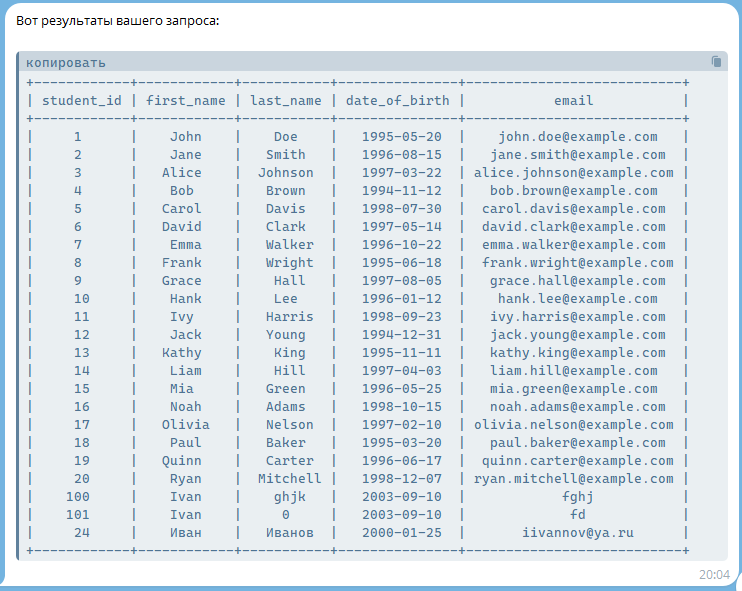 Вот результаты вашего запроса:
копировать
+------------+------------+-----------+---------------+---------------------------+
| student_id | first_name | last_name | date_of_birth | email |
+------------+------------+-----------+---------------+---------------------------+
| 1 | John | Doe | 1995-05-20 | john.doe@example.com |
| 2 | Jane | Smith | 1996-08-15 | jane.smith@example.com |
| 3 | Alice | Johnson | 1997-03-22 | alice.johnson@example.com |
| 4 | Bob | Brown | 1994-11-12 | bob.brown@example.com |
| 5 | Carol | Davis | 1998-07-30 | carol.davis@example.com |
| 6 | David | Clark | 1997-05-14 | david.clark@example.com |
| 7 | Emma | Walker | 1996-10-22 | emma.walker@example.com |
| 8 | Frank | Wright | 1995-06-18 | frank.wright@example.com |
| 9 | Grace | Hall | 1997-08-05 | grace.hall@example.com |
| 10 | Hank | Lee | 1996-01-12 | hank.lee@example.com |
| 11 | Ivy | Harris | 1998-09-23 | ivy.harris@example.com |
| 12 | Jack | Young | 1994-12-31 | jack.young@example.com |
| 13 | Kathy | King | 1995-11-11 | kathy.king@example.com |
| 14 | Liam | Hill | 1997-04-03 | liam.hill@example.com |
| 15 | Mia | Green | 1996-05-25 | mia.green@example.com |
| 16 | Noah | Adams | 1998-10-15 | noah.adams@example.com |
| 17 | Olivia | Nelson | 1997-02-10 | olivia.nelson@example.com |
| 18 | Paul | Baker | 1995-03-20 | paul.baker@example.com |
| 19 | Quinn | Carter | 1996-06-17 | quinn.carter@example.com |
| 20 | Ryan | Mitchell | 1998-12-07 | ryan.mitchell@example.com |
| 100 | Ivan | ghjk | 2003-09-10 | fghj |
| 101 | Ivan | 0 | 2003-09-10 | fd |
| 24 | Иван | Иванов | 2000-01-25 | iivannov@ya.ru |
+------------+------------+-----------+---------------+---------------------------+
20:04